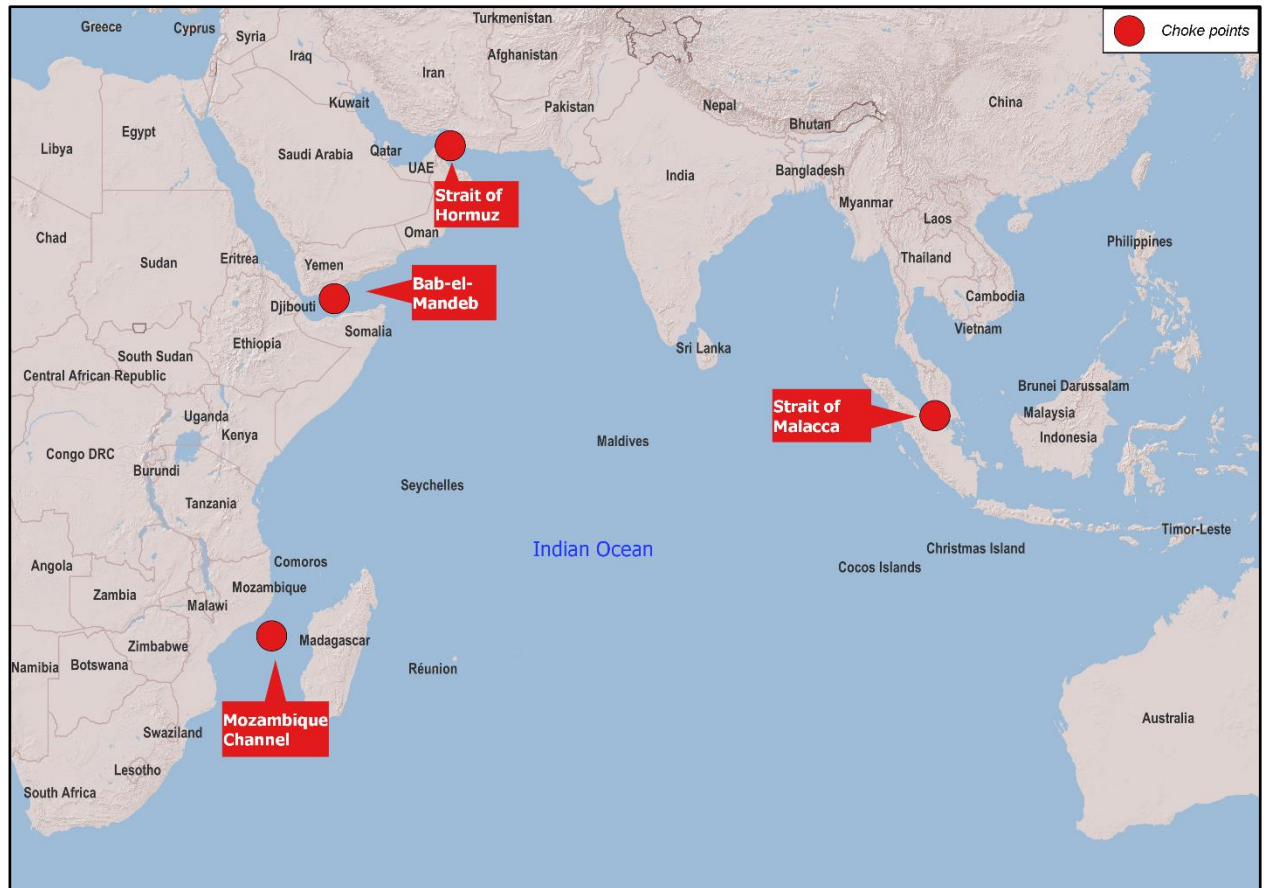 Choke points
Greece
Cyprus
Syria
Turkmenistan
Iraq
Iran
Afghanistan
Kuwait
Pakistan
Nepal
China
Bhutan
Libya
Egypt
Saudi Arabia
Qatar
UAE
India
Bangladesh
Myanmar
Strait of
Hormuz
Laos
Oman
Chad
Sudan
Eritrea
Yemen
Thailand
Philippines
Bab-el-
Mandeb
Djibouti
Somalia
Cambodia
Vietnam
Ethiopia
South Sudan
Central African Republic
Sri Lanka
Brunei Darussalam
Strait of
Malacca
Malaysia
Indonesia
Uganda
Kenya
Maldives
Congo DRC
Burundi
Seychelles
Tanzania
Timor-Leste
Indian Ocean
Christmas Island
Cocos Islands
Angola
Comoros
Zambia
Malawi
Mozambique
Zimbabwe
Madagascar
Namibia
Botswana
Réunion
Mozambique
Channel
Australia
Swaziland
Lesotho
South Africa